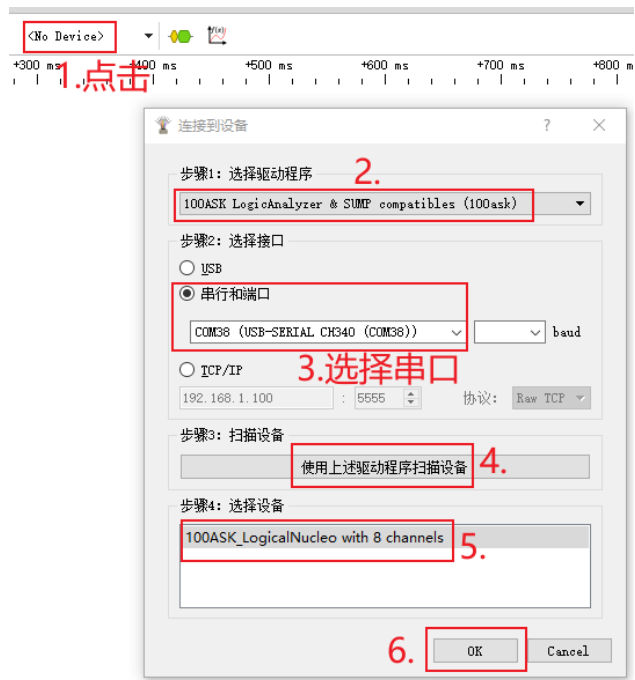 <No Device>
+300 ms +400 ms +500 ms +600 ms +700 ms +800 m
1.点击
连接到设备 ?
步骤1: 选择驱动程序
2.
100ASK LogicAnalyzer & SUMP compatibles (100ask)
步骤2: 选择接口
USB
串行和端口
COM38 (USB-SERIAL CH340 (COM38)) baud
3.选择串口
TCP/IP
192.168.1.100 : 5555 协议: Raw TCP
步骤3: 扫描设备
使用上述驱动程序扫描设备
4.
步骤4: 选择设备
100ASK_LogicalNucleo with 8 channels
5.
6.
OK Cancel